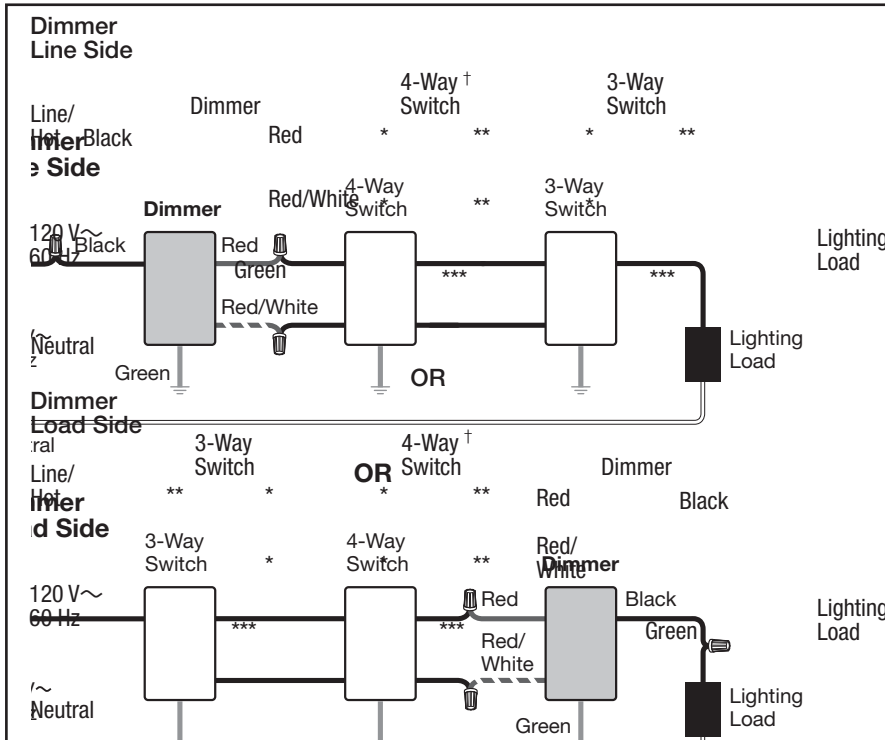 Dimmer
Line Side
4-Way †
Switch
3-Way
Switch
Dimmer
Line/
Hot
Black
Red
*
**
*
**
mmer
e Side
Red/White
*
**
*
4-Way
Switch
3-Way
Switch
Dimmer
120 V~
60 Hz
Black
Red
Green
***
***
Lighting
Load
Red/White
V~
z
Neutral
Green
Lighting
Load
OR
Dimmer
Load Side
tral
3-Way
Switch
OR
4-Way †
Switch
Dimmer
Line/
Hot
**
*
*
**
Red
Black
mmer
d Side
3-Way
Switch
*
4-Way
Switch
*
**
Red/
White
Dimmer
120 V~
60 Hz
***
***
Red
Black
Green
Lighting
Load
Red/
White
V~
z
Neutral
Green
Lighting
Load